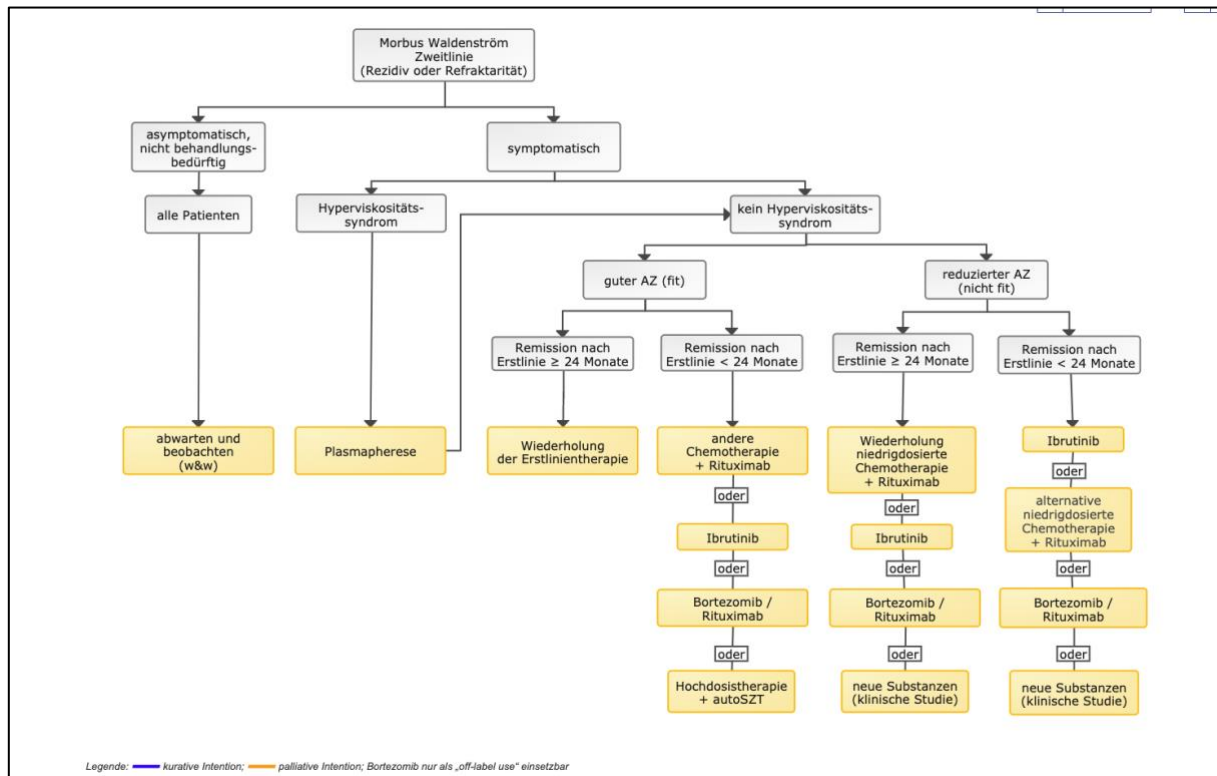 Morbus Waldenström
Zweitlinie
(Rezidiv oder Refraktarität)
asymptomatisch,
nicht behandlungs-
bedürftig
symptomatisch
alle Patienten
Hyperviskositäts-
syndrom
kein Hyperviskositäts-
syndrom
guter AZ (fit)
reduzierter AZ
(nicht fit)
Remission nach
Erstlinie ≥ 24 Monate
Remission nach
Erstlinie < 24 Monate
Remission nach
Erstlinie ≥ 24 Monate
Remission nach
Erstlinie < 24 Monate
abwarten und
beobachten
(w&w)
Plasmapherese
Wiederholung
der Erstlinientherapie
andere
Chemotherapie
+ Rituximab
oder
Ibrutinib
oder
Bortezomib /
Rituximab
oder
Hochdosistherapie
+ autoSZT
Wiederholung
niedrigdosierte
Chemotherapie
+ Rituximab
oder
Ibrutinib
oder
Bortezomib /
Rituximab
oder
neue Substanzen
(klinische Studie)
Ibrutinib
oder
alternative
niedrigdosierte
Chemotherapie
+ Rituximab
oder
Bortezomib /
Rituximab
oder
neue Substanzen
(klinische Studie)
Legende: kurative Intention; palliative Intention; Bortezomib nur als „off-label use" einsetzbar